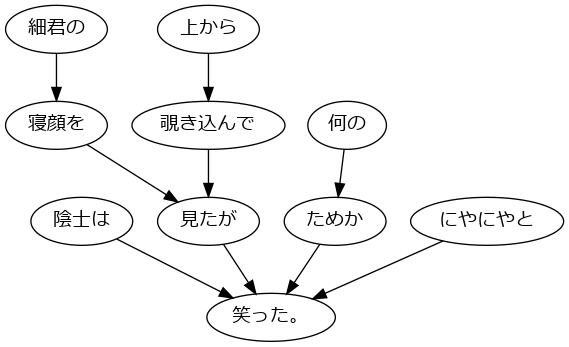 細君の
上から
寝顔を
覗き込んで
何の
陰士は
見たが
ためか
にやにやと
笑った。